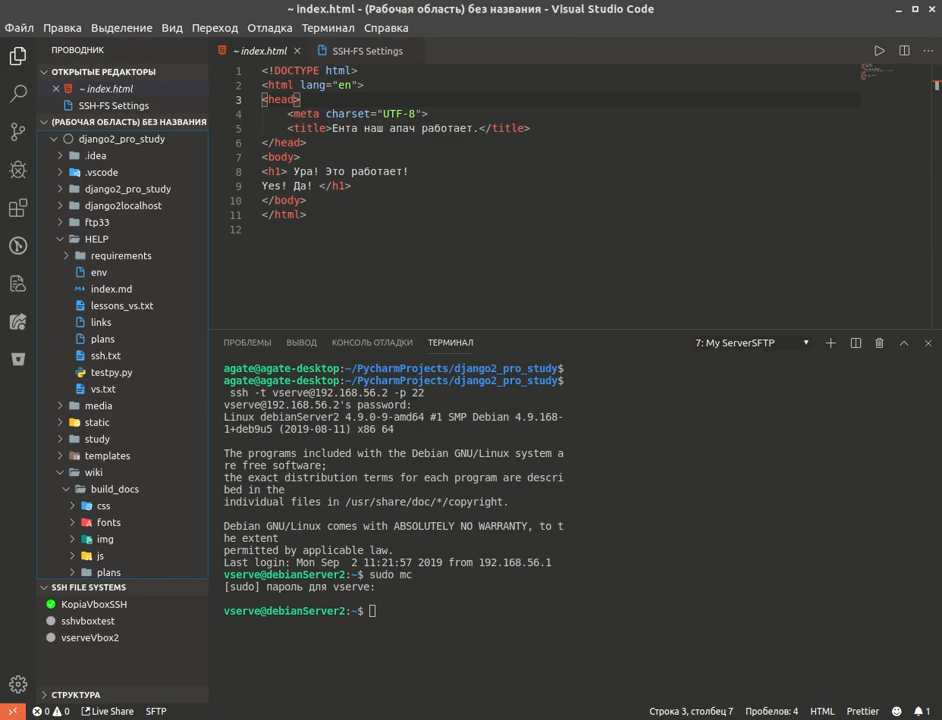 ~ index.html - (Рабочая область) без названия - Visual Studio Code
Файл Правка Выделение Вид Переход Отладка Терминал Справка
ПРОВОДНИК
ОТКРЫТЫЕ РЕДАКТОРЫ
~ index.html
SSH-FS Settings
(РАБОЧАЯ ОБЛАСТЬ) БЕЗ НАЗВАНИЯ
django2_pro_study
.idea
.vscode
django2_pro_study
django2localhost
ftp33
HELP
requirements
env
index.md
lessons_vs.txt
links
plans
ssh.txt
testpy.py
vs.txt
media
static
study
templates
wiki
build_docs
css
fonts
img
js
plans
SSH FILE SYSTEMS
KopiaVboxSSH
sshvboxtest
vserveVbox2
СТРУКТУРА
~ index.html SSH-FS Settings
1 <!DOCTYPE html>
2 <html lang="en">
3 <head>
4 <meta charset="UTF-8">
5 <title>Ента наш апач работает.</title>
6 </head>
7 <body>
8 <h1> Ура! Это работает!
9 Yes! Да! </h1>
10 </body>
11 </html>
12
ПРОБЛЕМЫ ВЫВОД КОНСОЛЬ ОТЛАДКИ ТЕРМИНАЛ 7: My ServerSFTP
agate@agate-desktop:~/PycharmProjects/django2_pro_study$
agate@agate-desktop:~/PycharmProjects/django2_pro_study$
ssh -t vserve@192.168.56.2 -p 22
vserve@192.168.56.2's password:
Linux debianServer2 4.9.0-9-amd64 #1 SMP Debian 4.9.168-
1+deb9u5 (2019-08-11) x86 64

The programs included with the Debian GNU/Linux system a
re free software;
the exact distribution terms for each program are descri
bed in the
individual files in /usr/share/doc/*/copyright.

Debian GNU/Linux comes with ABSOLUTELY NO WARRANTY, to t
he extent
permitted by applicable law.
Last login: Mon Sep  2 11:21:57 2019 from 192.168.56.1
vserve@debianServer2:~$ sudo mc
[sudo] пароль для vserve:

vserve@debianServer2:~$
0 0 Live Share SFTP Строка 3, столбец 7 Пробелов: 4 HTML Prettier 1